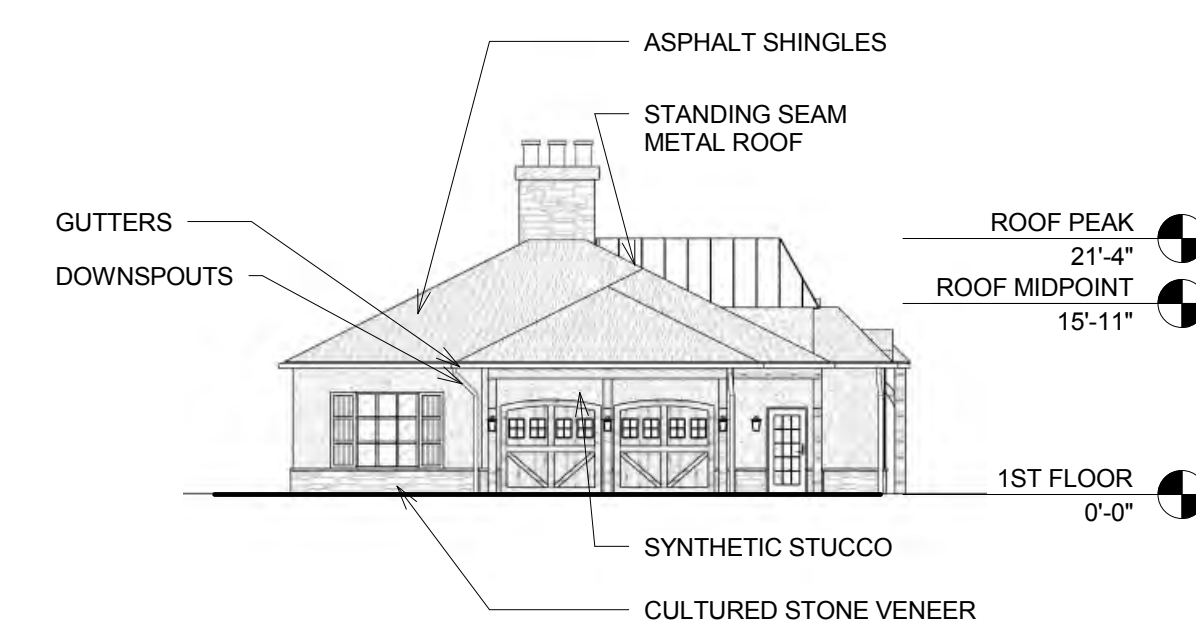 ASPHALT SHINGLES
STANDING SEAM
METAL ROOF
GUTTERS
DOWNSPOUTS
ROOF PEAK
21'-4"
ROOF MIDPOINT
15'-11"
1ST FLOOR
0'-0"
SYNTHETIC STUCCO
CULTURED STONE VENEER